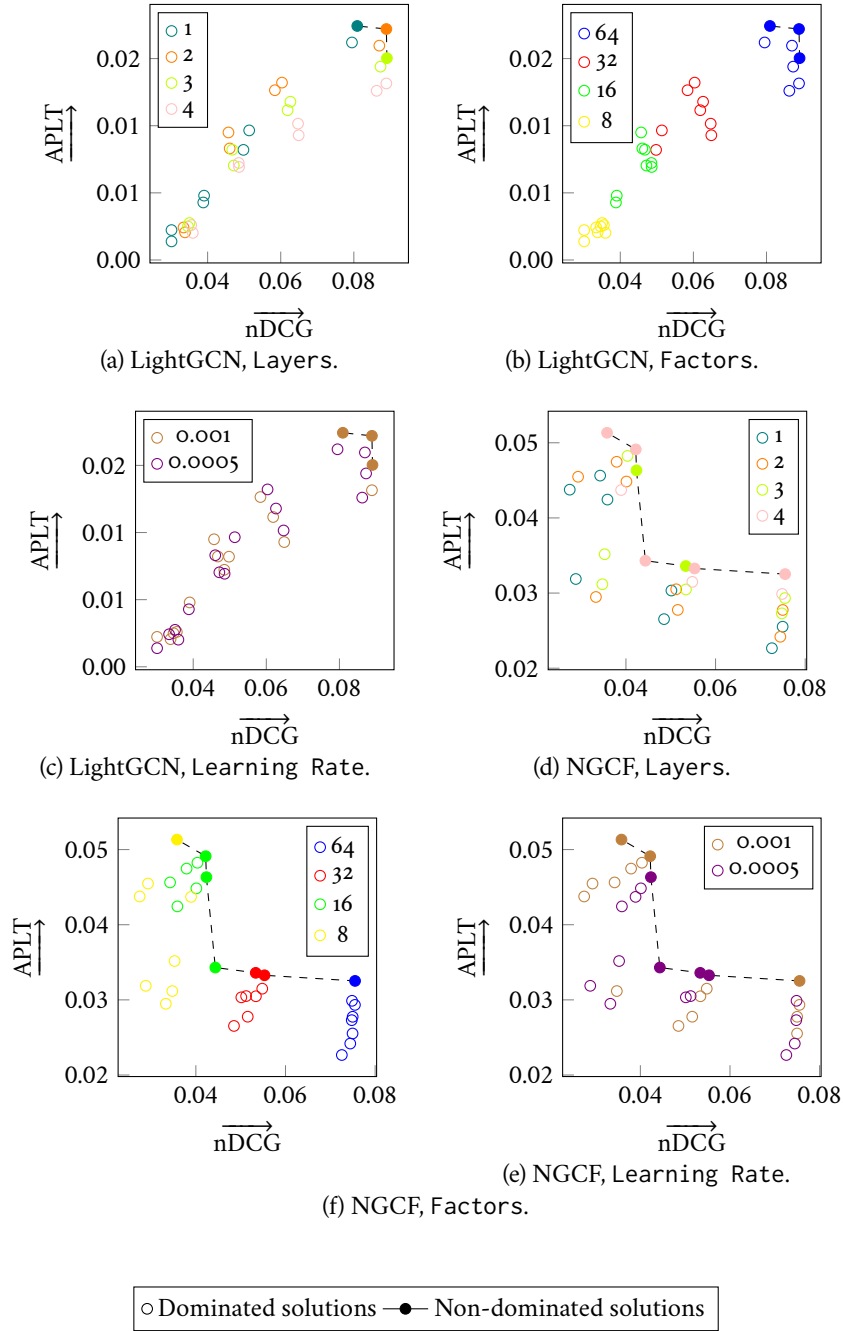 1
2
3
4
0.02
0.01
0.01
0.00
APLT
0.04 0.06 0.08
nDCG
(a) LightGCN, Layers.
64
32
16
8
0.02
0.01
0.01
0.00
APLT
0.04 0.06 0.08
nDCG
(b) LightGCN, Factors.
0.001
0.0005
0.02
0.01
0.01
0.00
APLT
0.04 0.06 0.08
nDCG
(c) LightGCN, Learning Rate.
1
2
3
4
0.05
0.04
0.03
0.02
APLT
0.04 0.06 0.08
nDCG
(d) NGCF, Layers.
64
32
16
8
0.05
0.04
0.03
0.02
APLT
0.04 0.06 0.08
nDCG
0.001
0.0005
0.05
0.04
0.03
0.02
APLT
0.04 0.06 0.08
nDCG
(e) NGCF, Learning Rate.
(f) NGCF, Factors.
Dominated solutions Non-dominated solutions